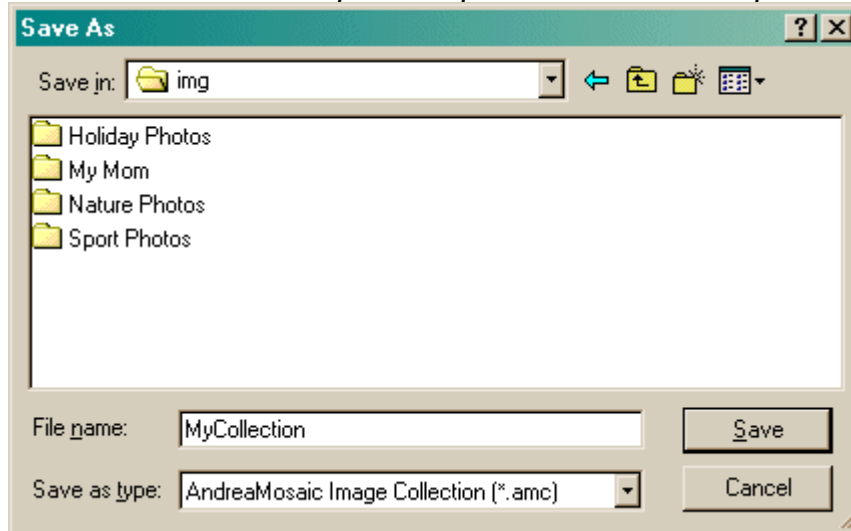 Save As
Save in: img
Holiday Photos
My Mom
Nature Photos
Sport Photos
File name: MyCollection Save
Save as type: AndreaMosaic Image Collection (*.amc) Cancel